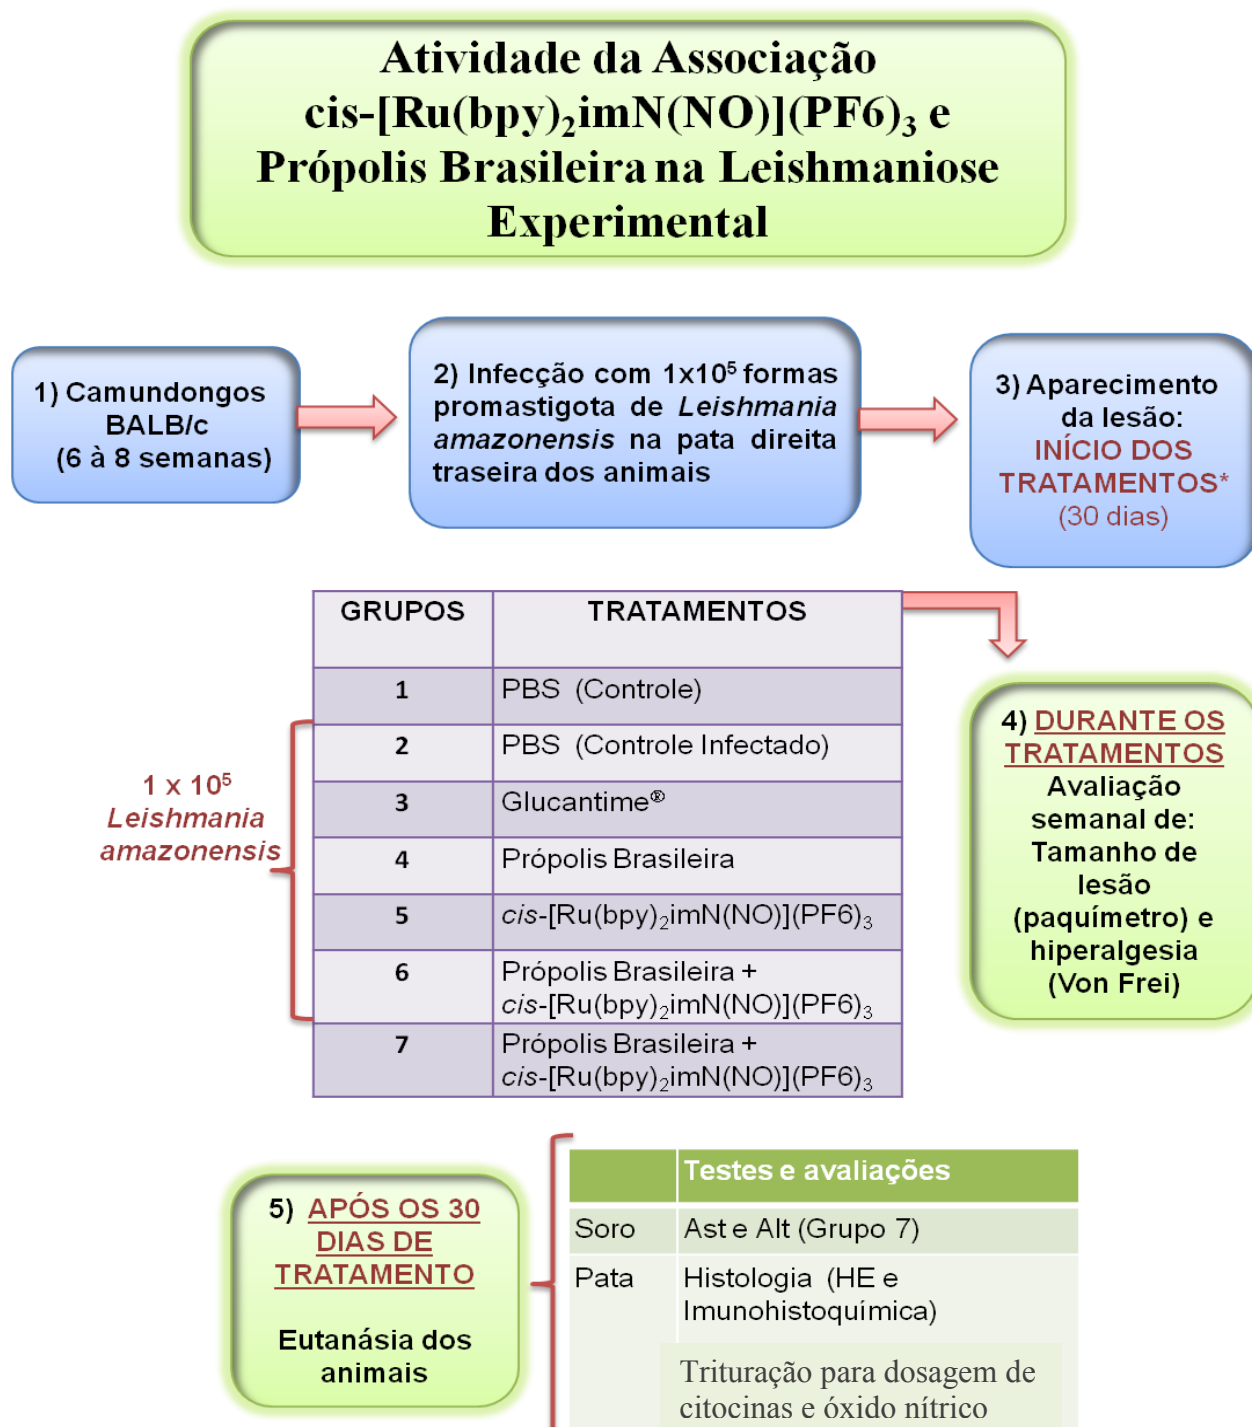 Atividade da Associação
cis-[Ru(bpy)₂imN(NO)](PF6)₃ e
Própolis Brasileira na Leishmaniose
Experimental
1) Camundongos
BALB/c
(6 à 8 semanas)
2) Infecção com 1x10⁵ formas
promastigota de Leishmania
amazonensis na pata direita
traseira dos animais
3) Aparecimento
da lesão:
INÍCIO DOS
TRATAMENTOS*
(30 dias)
GRUPOS TRATAMENTOS
1 PBS (Controle)
2 PBS (Controle Infectado)
3 Glucantime®
4 Própolis Brasileira
5 cis-[Ru(bpy)₂imN(NO)](PF6)₃
6 Própolis Brasileira +
cis-[Ru(bpy)₂imN(NO)](PF6)₃
7 Própolis Brasileira +
cis-[Ru(bpy)₂imN(NO)](PF6)₃
1 x 10⁵
Leishmania
amazonensis
4) DURANTE OS
TRATAMENTOS
Avaliação
semanal de:
Tamanho de
lesão
(paquímetro) e
hiperalgesia
(Von Frei)
5) APÓS OS 30
DIAS DE
TRATAMENTO
Eutanásia dos
animais
Testes e avaliações
Soro Ast e Alt (Grupo 7)
Pata Histologia (HE e
Imunohistoquímica)
Trituração para dosagem de
citocinas e óxido nítrico